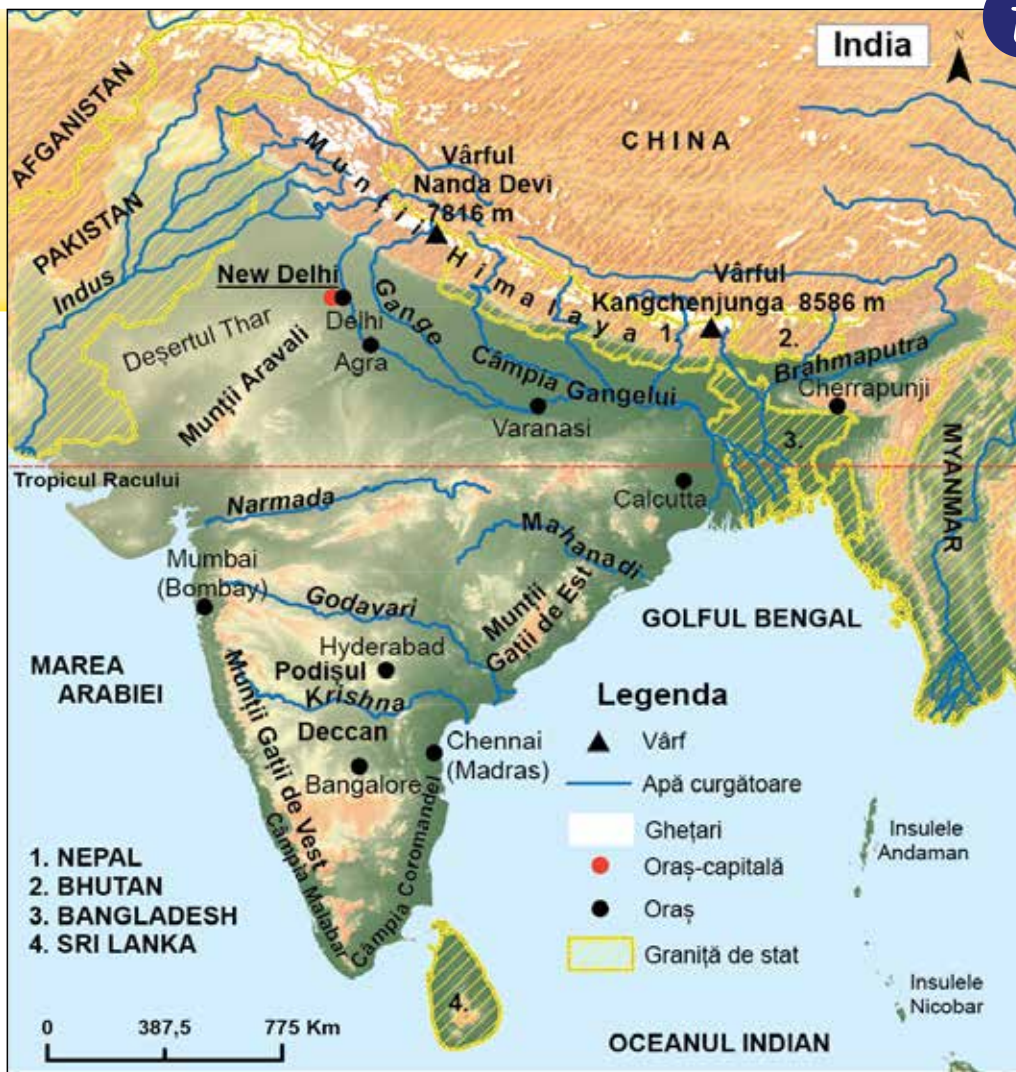 India
i
N
AFGANISTAN
CHINA
Munții Himalaya
Vârful
Nanda Devi
7816 m
PAKISTAN
Indus
New Delhi
Delhi
Gange
Vârful
Kangchenjunga 8586 m
1.
2.
Brahmaputra
Deșertul Thar
Agra
Munții Aravali
Câmpia Gangelui
Cherrapunji
Varanasi
3.
MYANMAR
Tropicul Racului
Narmada
Calcutta
Mahanadi
Mumbai
(Bombay)
Godavari
Munții
Gații de Est
GOLFUL BENGAL
Hyderabad
MAREA
ARABIEI
Podișul
Krishna
Deccan
Munții Gații de Vest
Bangalore
Chennai
(Madras)
Câmpia Malabar
Câmpia Coromandel
Legenda
Vârf
Apă curgătoare
Ghețari
Oraș-capitală
Oraș
Graniță de stat
Insulele
Andaman
Insulele
Nicobar
1. NEPAL
2. BHUTAN
3. BANGLADESH
4. SRI LANKA
4.
0 387,5 775 Km
OCEANUL INDIAN